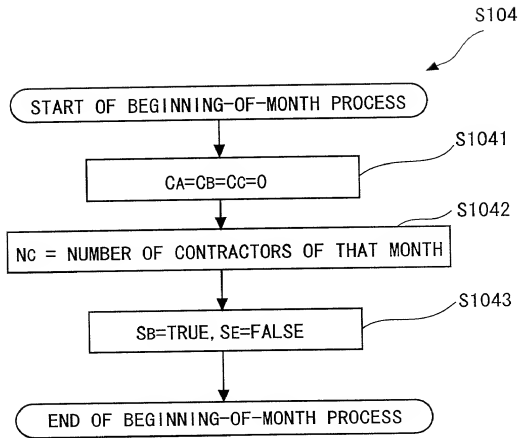 S104
START OF BEGINNING-OF-MONTH PROCESS
S1041
CA=CB=CC=0
S1042
NC = NUMBER OF CONTRACTORS OF THAT MONTH
S1043
SB=TRUE, SE=FALSE
END OF BEGINNING-OF-MONTH PROCESS